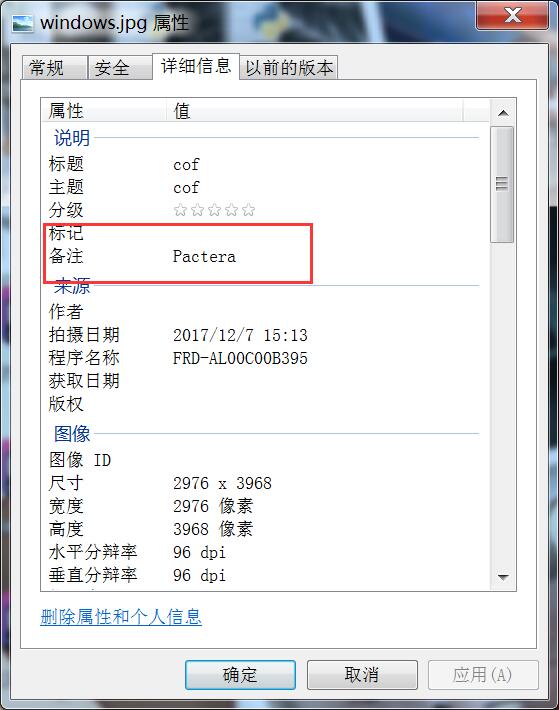 windows.jpg 属性
常规 安全 详细信息 以前的版本
属性 值
说明
标题 cof
主题 cof
分级
标记
备注 Pactera
来源
作者
拍摄日期 2017/12/7 15:13
程序名称 FRD-AL00C00B395
获取日期
版权
图像
图像 ID
尺寸 2976 x 3968
宽度 2976 像素
高度 3968 像素
水平分辩率 96 dpi
垂直分辩率 96 dpi
删除属性和个人信息
确定 取消 应用(A)